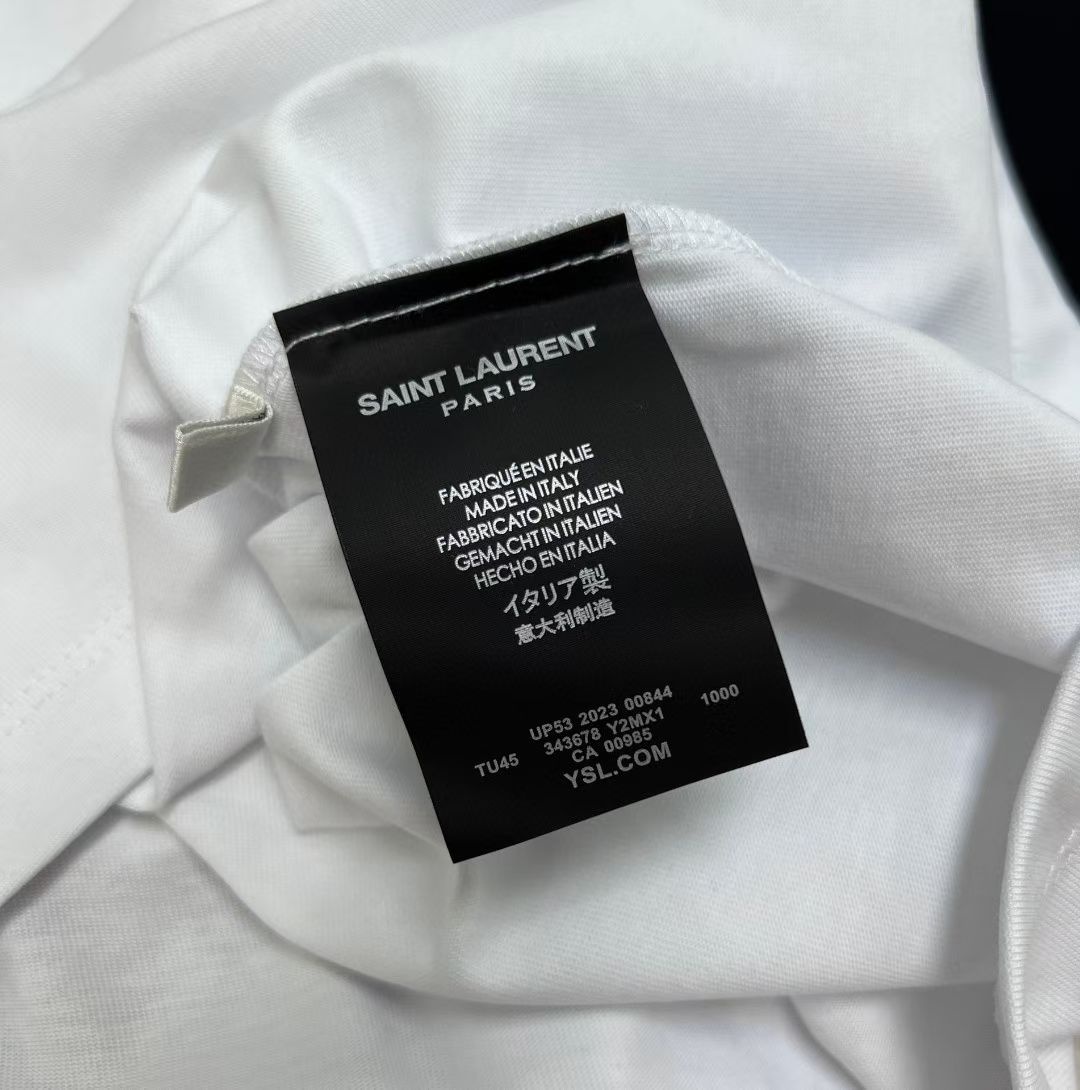 SAINT LAURENT
PARIS
FABRIQUÉ EN ITALIE
MADE IN ITALY
FABBRICATO IN ITALIEN
GEMACHT IN ITALIEN
HECHO EN ITALIA
イタリア製
意大利制造
UP53 2023 00844 1000
343678 Y2MX1
TU45 CA 00985
YSL.COM